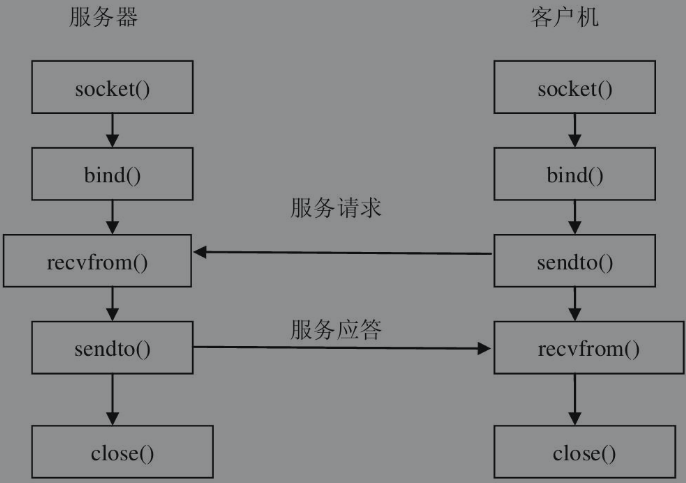 服务器 客户机
socket() socket()
bind() bind()
服务请求
recvfrom() sendto()
服务应答
sendto() recvfrom()
close() close()